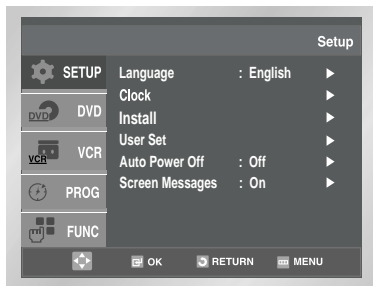 Setup
SETUP
DVD DVD
VCR VCR
PROG
FUNC
Language : English
Clock
Install
User Set
Auto Power Off : Off
Screen Messages : On
OK RETURN MENU